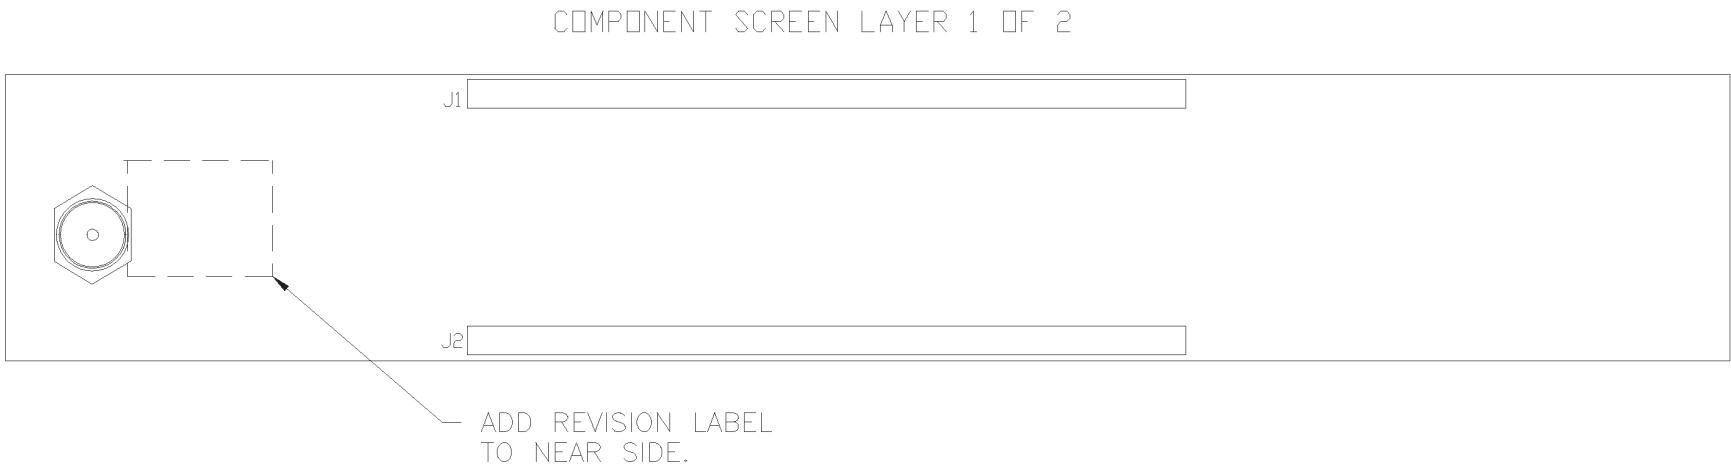 COMPONENT SCREEN LAYER 1 OF 2
J1
J2
ADD REVISION LABEL
TO NEAR SIDE.